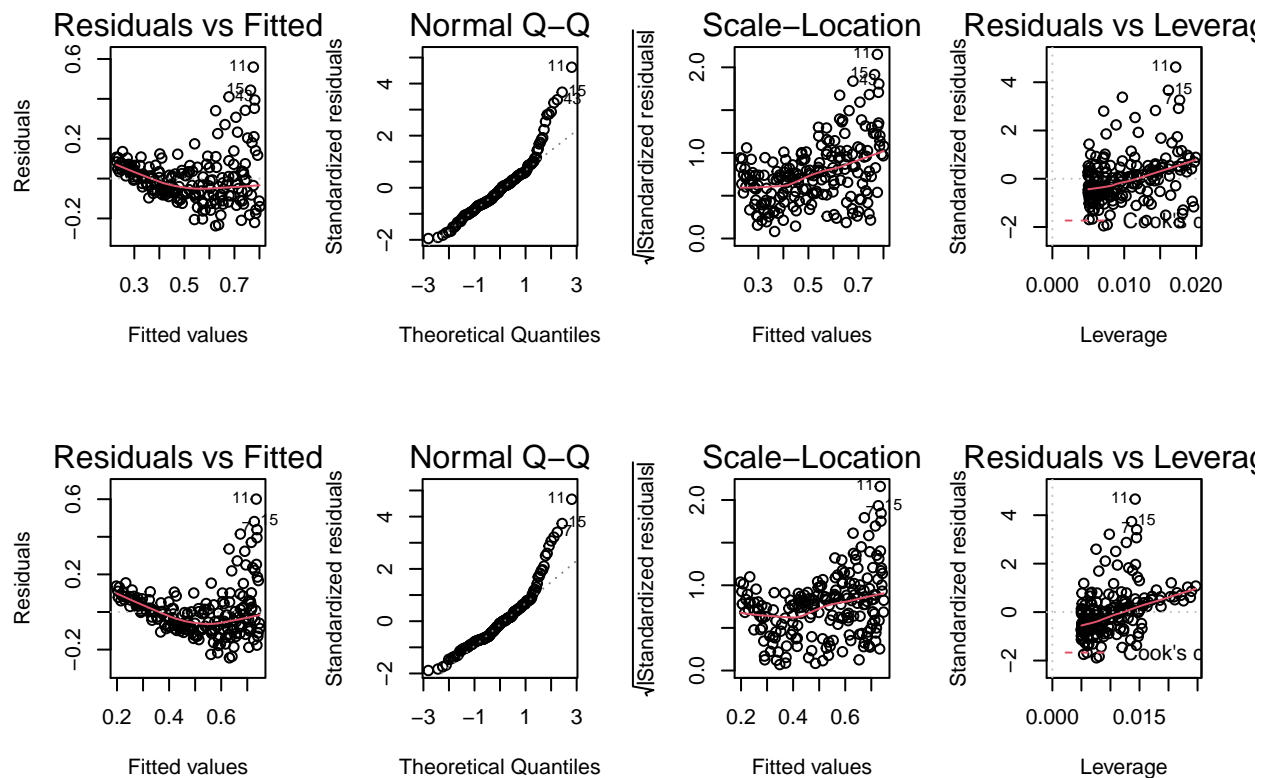 Residuals vs Fitted
Residuals
0.6
0.2
−0.2
11
15
43
0.3 0.5 0.7
Fitted values
Normal Q−Q
Standardized residuals
4
2
0
−2
11
15
43
−3 −1 1 3
Theoretical Quantiles
Scale−Location
√|Standardized residuals|
2.0
1.0
0.0
11
15
43
0.3 0.5 0.7
Fitted values
Residuals vs Leverag
Standardized residuals
4
2
0
−2
11
15
7
Cook's d
0.000 0.010 0.020
Leverage
Residuals vs Fitted
Residuals
0.6
0.2
−0.2
11
7 15
0.2 0.4 0.6
Fitted values
Normal Q−Q
Standardized residuals
4
2
0
−2
11
15
7
−3 −1 1 3
Theoretical Quantiles
Scale−Location
√|Standardized residuals|
2.0
1.0
0.0
11
7 15
0.2 0.4 0.6
Fitted values
Residuals vs Leverag
Standardized residuals
4
2
0
−2
11
7 15
Cook's d
0.000 0.015
Leverage